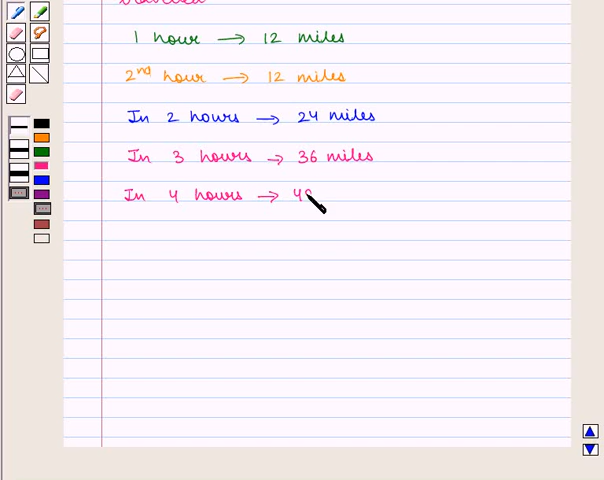 1 hour → 12 miles
2nd hour → 12 miles
In 2 hours → 24 miles
In 3 hours → 36 miles
In 4 hours → 48